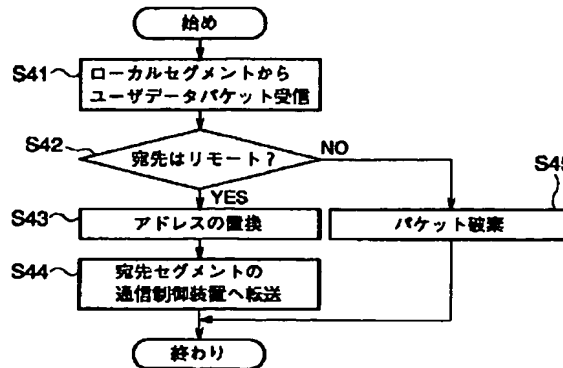 始め
S41
ローカルセグメントから
ユーザデータパケット受信
S42
宛先はリモート?
NO
YES
S43
アドレスの置換
S45
パケット破棄
S44
宛先セグメントの
通信制御装置へ転送
終わり